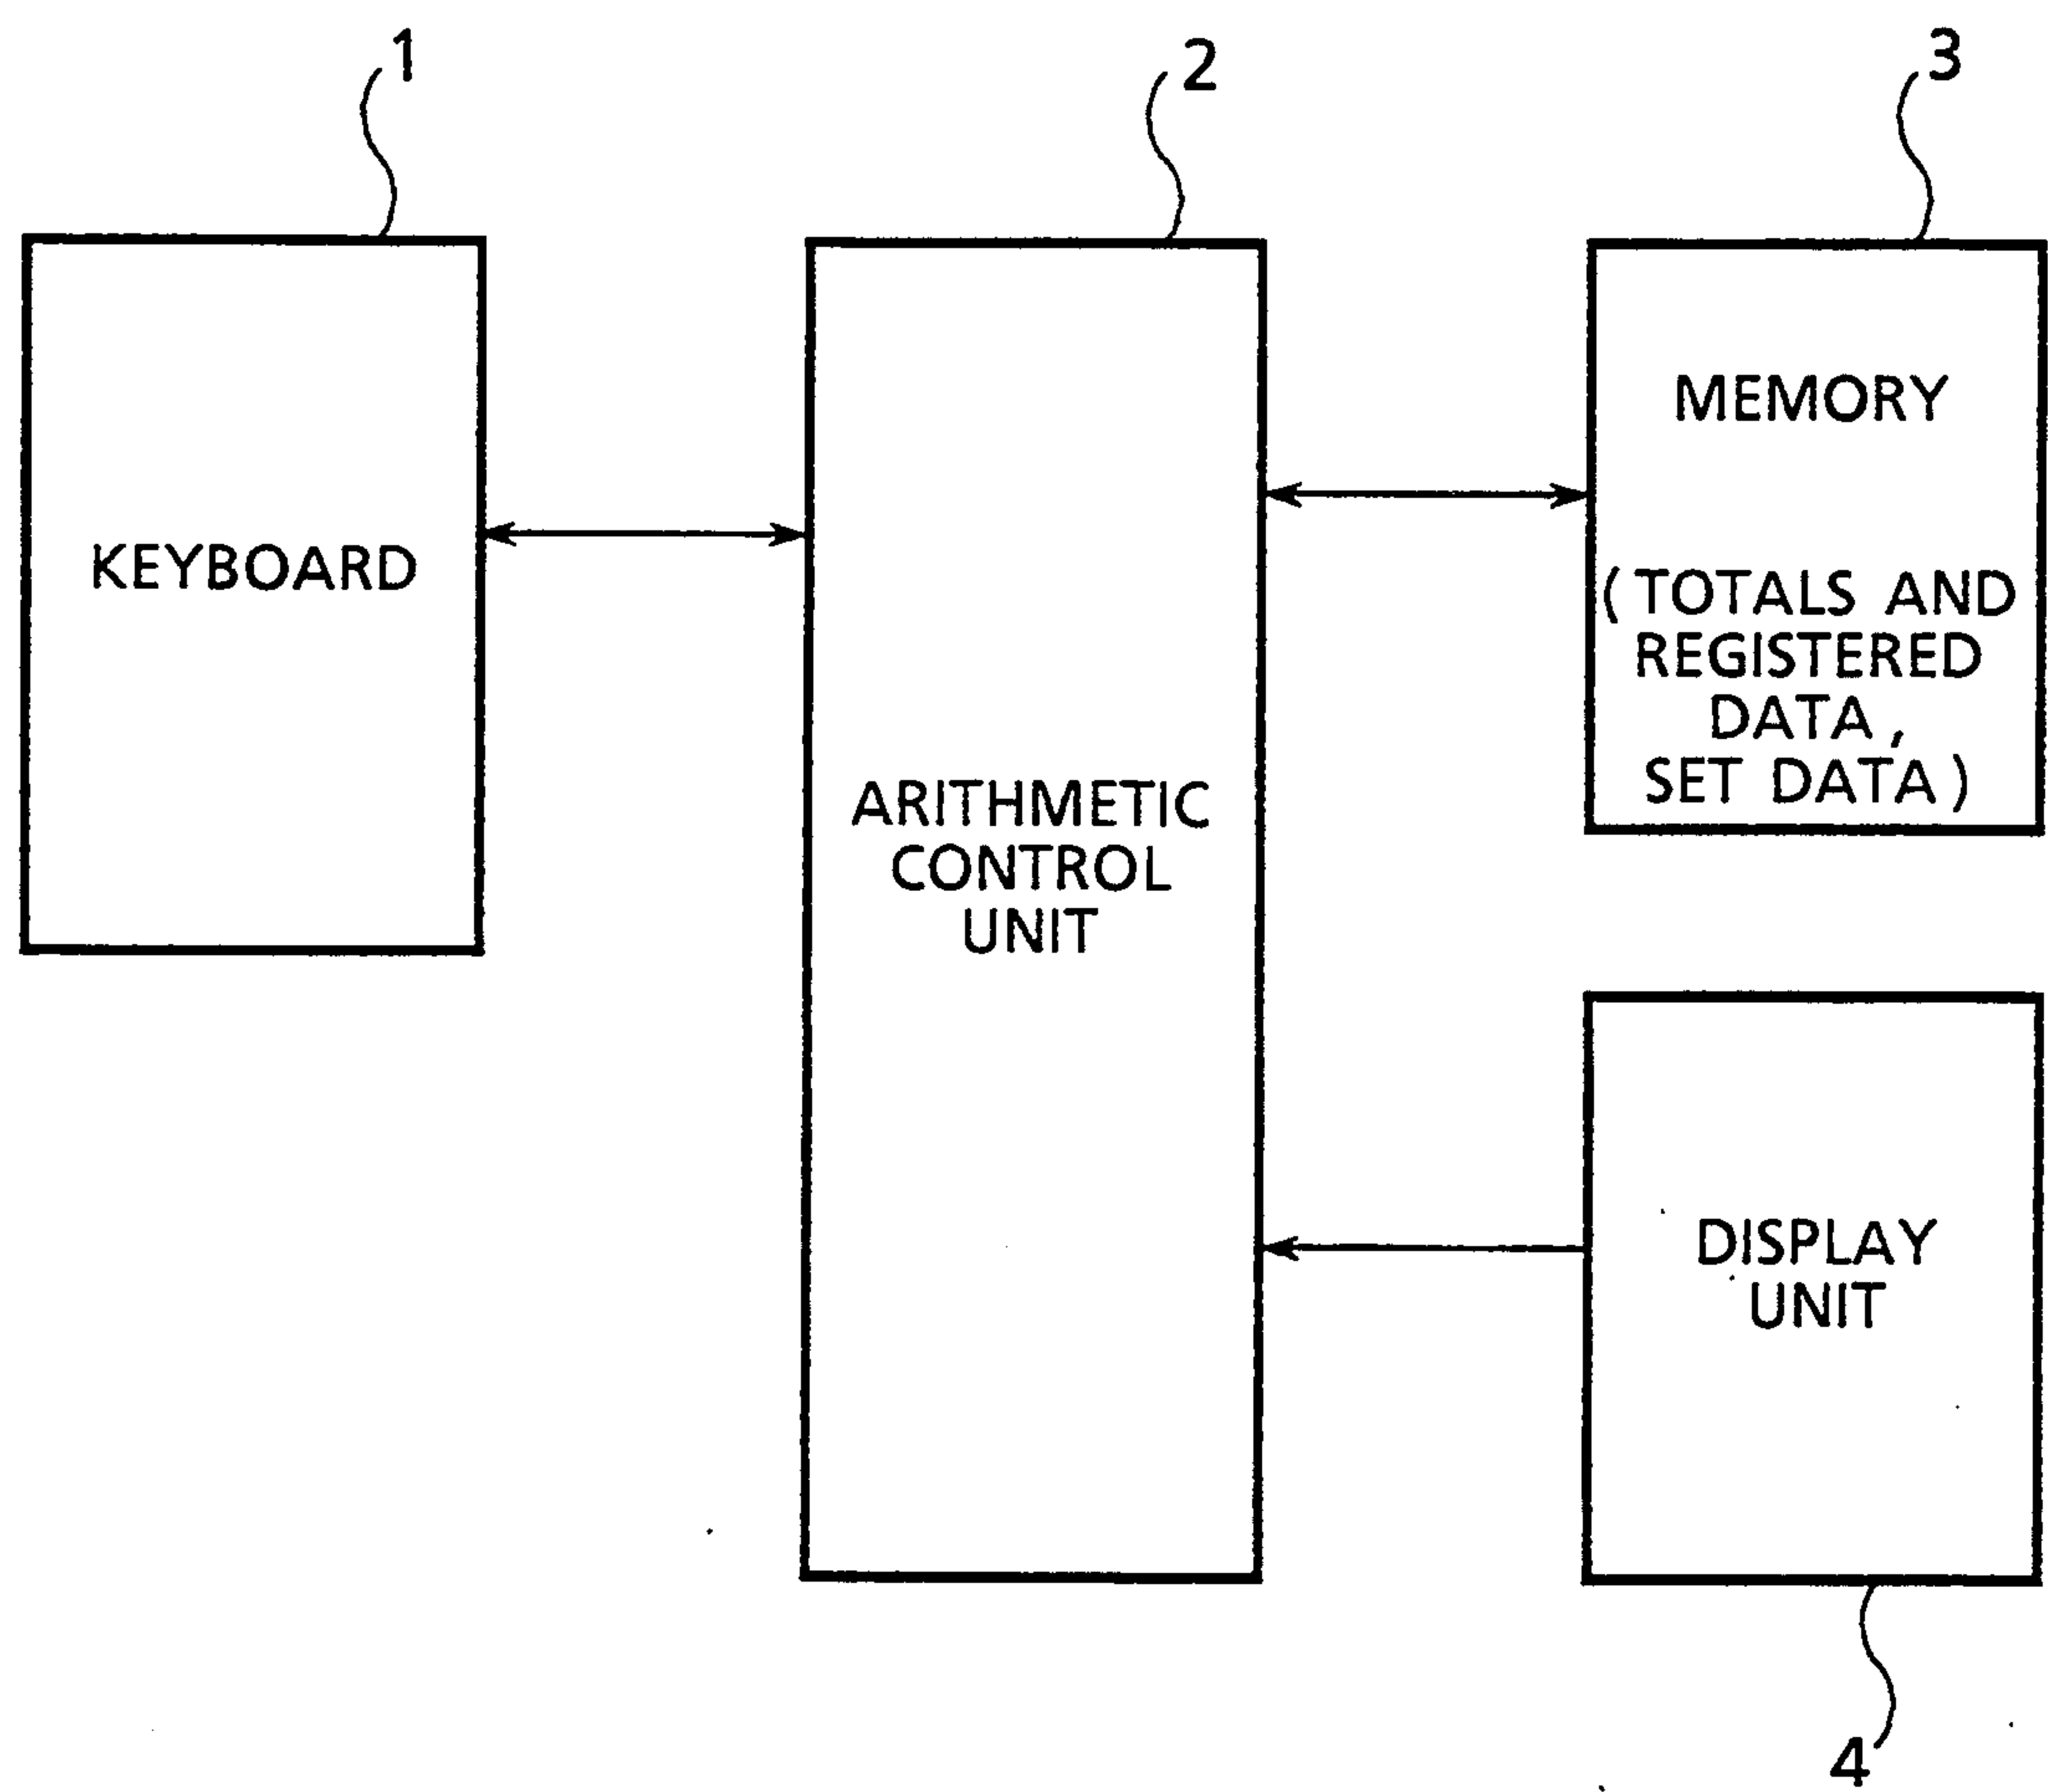 1
2
3
KEYBOARD
ARITHMETIC
CONTROL
UNIT
MEMORY
(TOTALS AND
REGISTERED
DATA,
SET DATA)
DISPLAY
UNIT
4